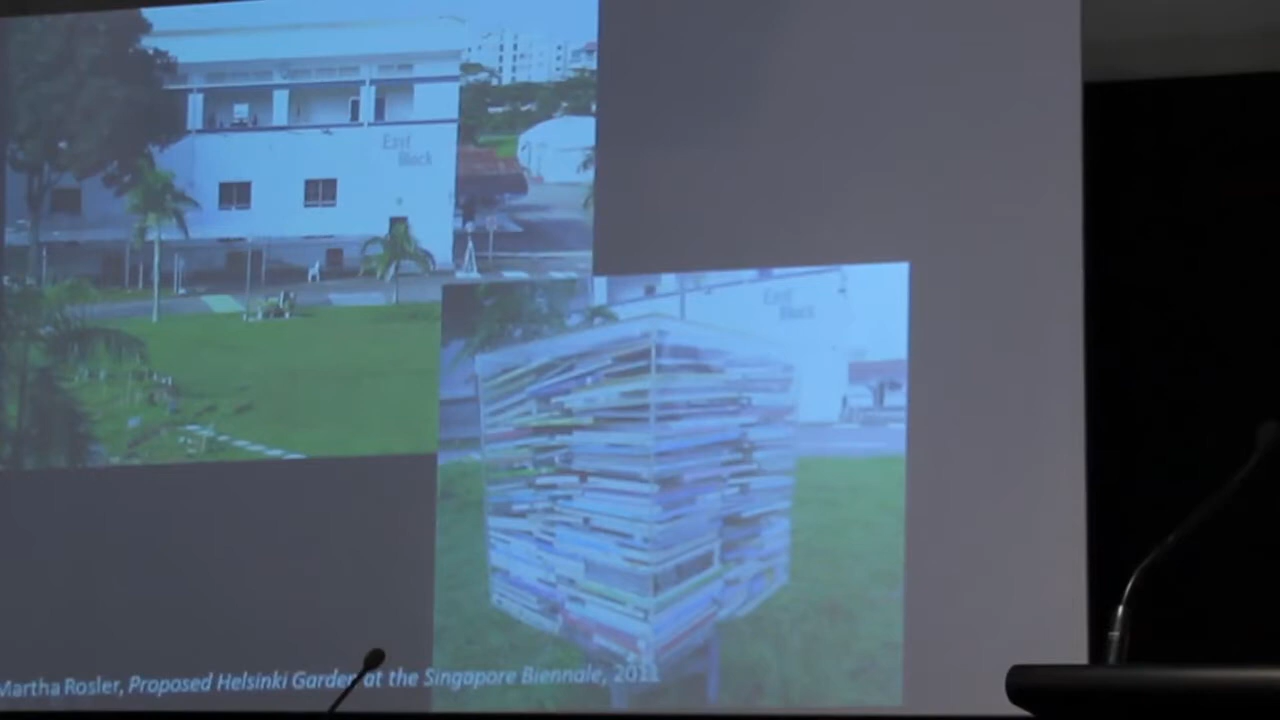 East
Block
East
Block
Martha Rosler, Proposed Helsinki Garden at the Singapore Biennale, 2011